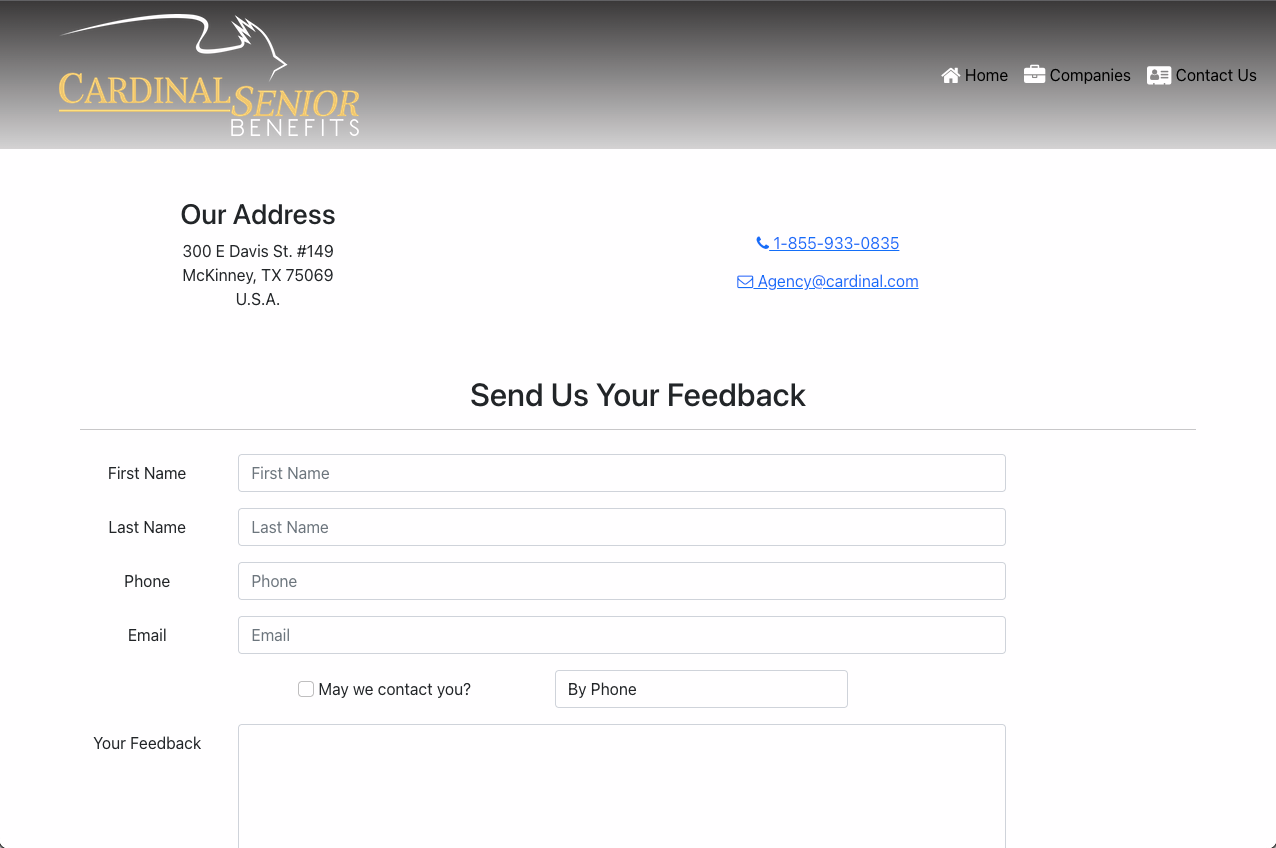 CARDINAL SENIOR
BENEFITS
Home Companies Contact Us
Our Address
300 E Davis St. #149
McKinney, TX 75069
U.S.A.
1-855-933-0835
Agency@cardinal.com
Send Us Your Feedback
First Name First Name
Last Name Last Name
Phone Phone
Email Email
May we contact you? By Phone
Your Feedback